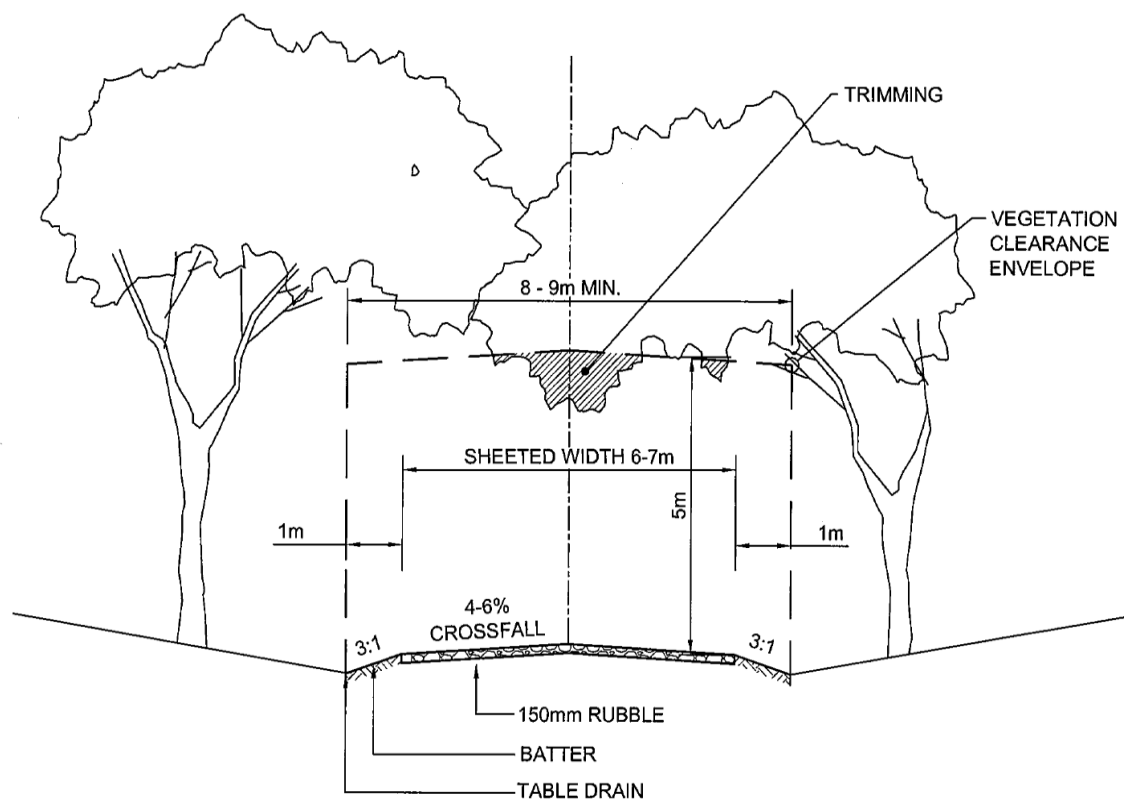 TRIMMING
VEGETATION
CLEARANCE
ENVELOPE
8 - 9m MIN.
SHEETED WIDTH 6-7m
5m
1m
1m
4-6%
CROSSFALL
3:1
3:1
150mm RUBBLE
BATTER
TABLE DRAIN